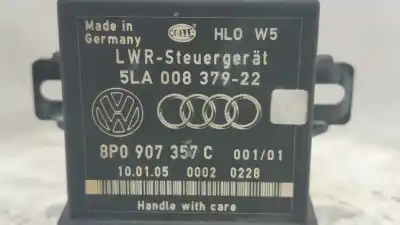 Made in
Germany
HELLA
HLO W5
LWR-Steuergerät
5LA 008 379-22
8P0 907 357 C 001/01
10.01.05 0002 0228
Handle with care